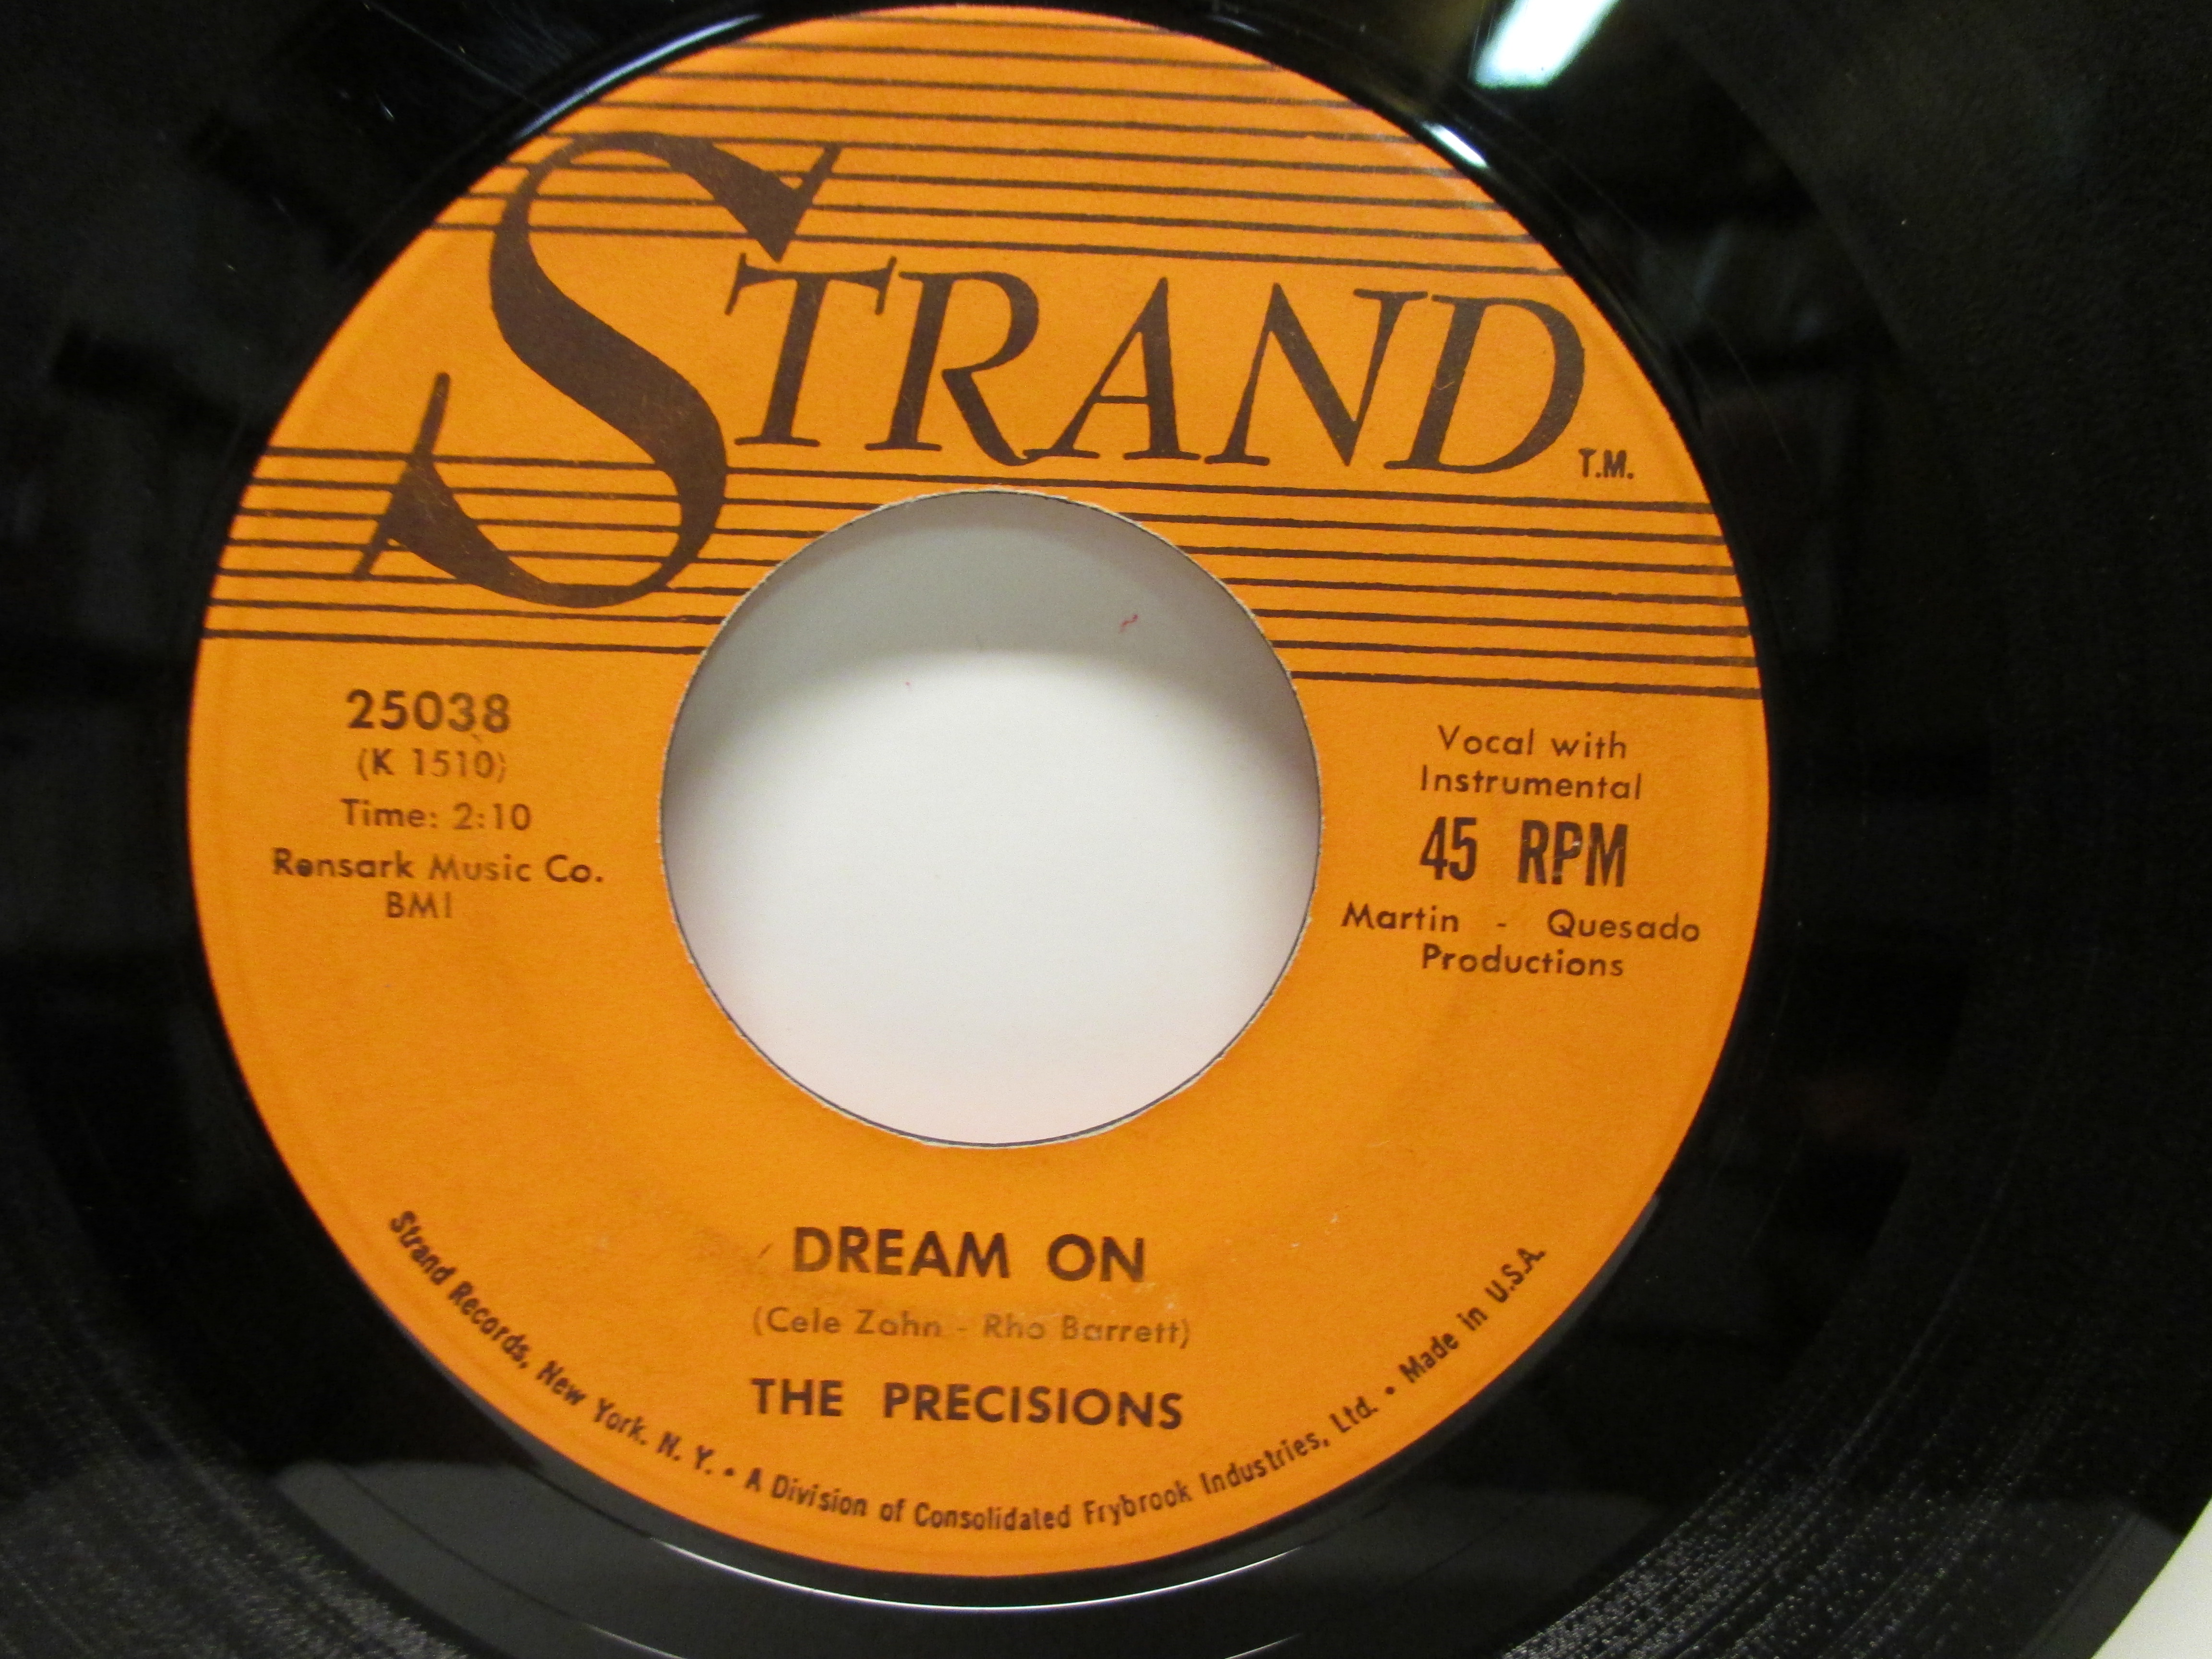 STRAND T.M.
25038
(K 1510)
Time: 2:10
Rensark Music Co.
BMI
Vocal with
Instrumental
45 RPM
Martin - Quesado
Productions
DREAM ON
(Cele Zahn - Rho Barrett)
THE PRECISIONS
Strand Records, New York, N. Y. • A Division of Consolidated Frybrook Industries, Ltd. • Made in U.S.A.